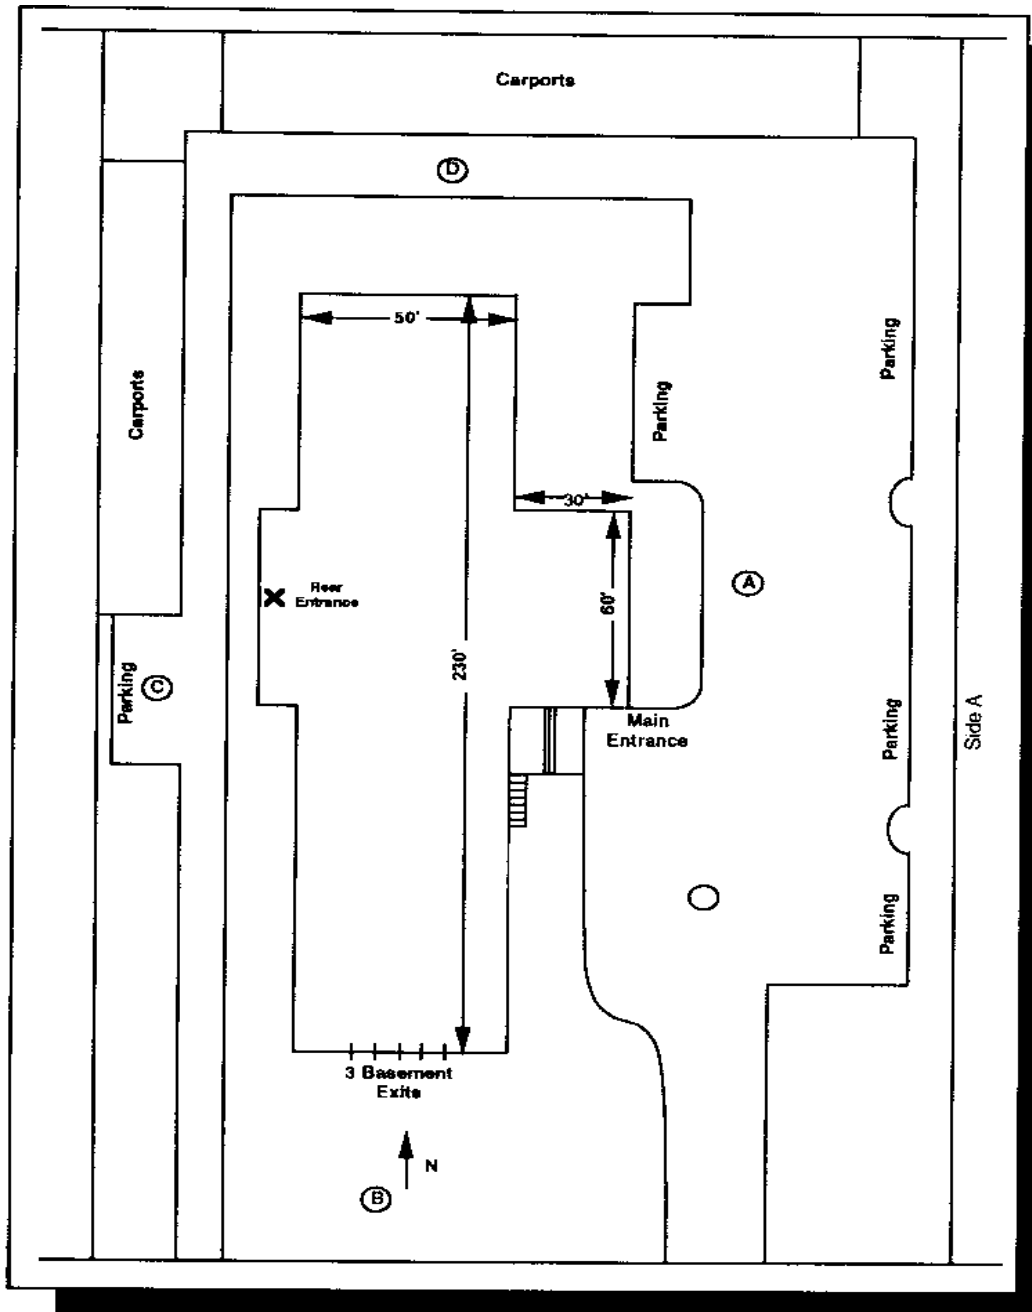 Carports
D
50'
Parking
Carports
Parking
30'
A
Rear
Entrance
60'
230'
Parking
C
Main
Entrance
Parking
Side A
Parking
3 Basement
Exits
N
B